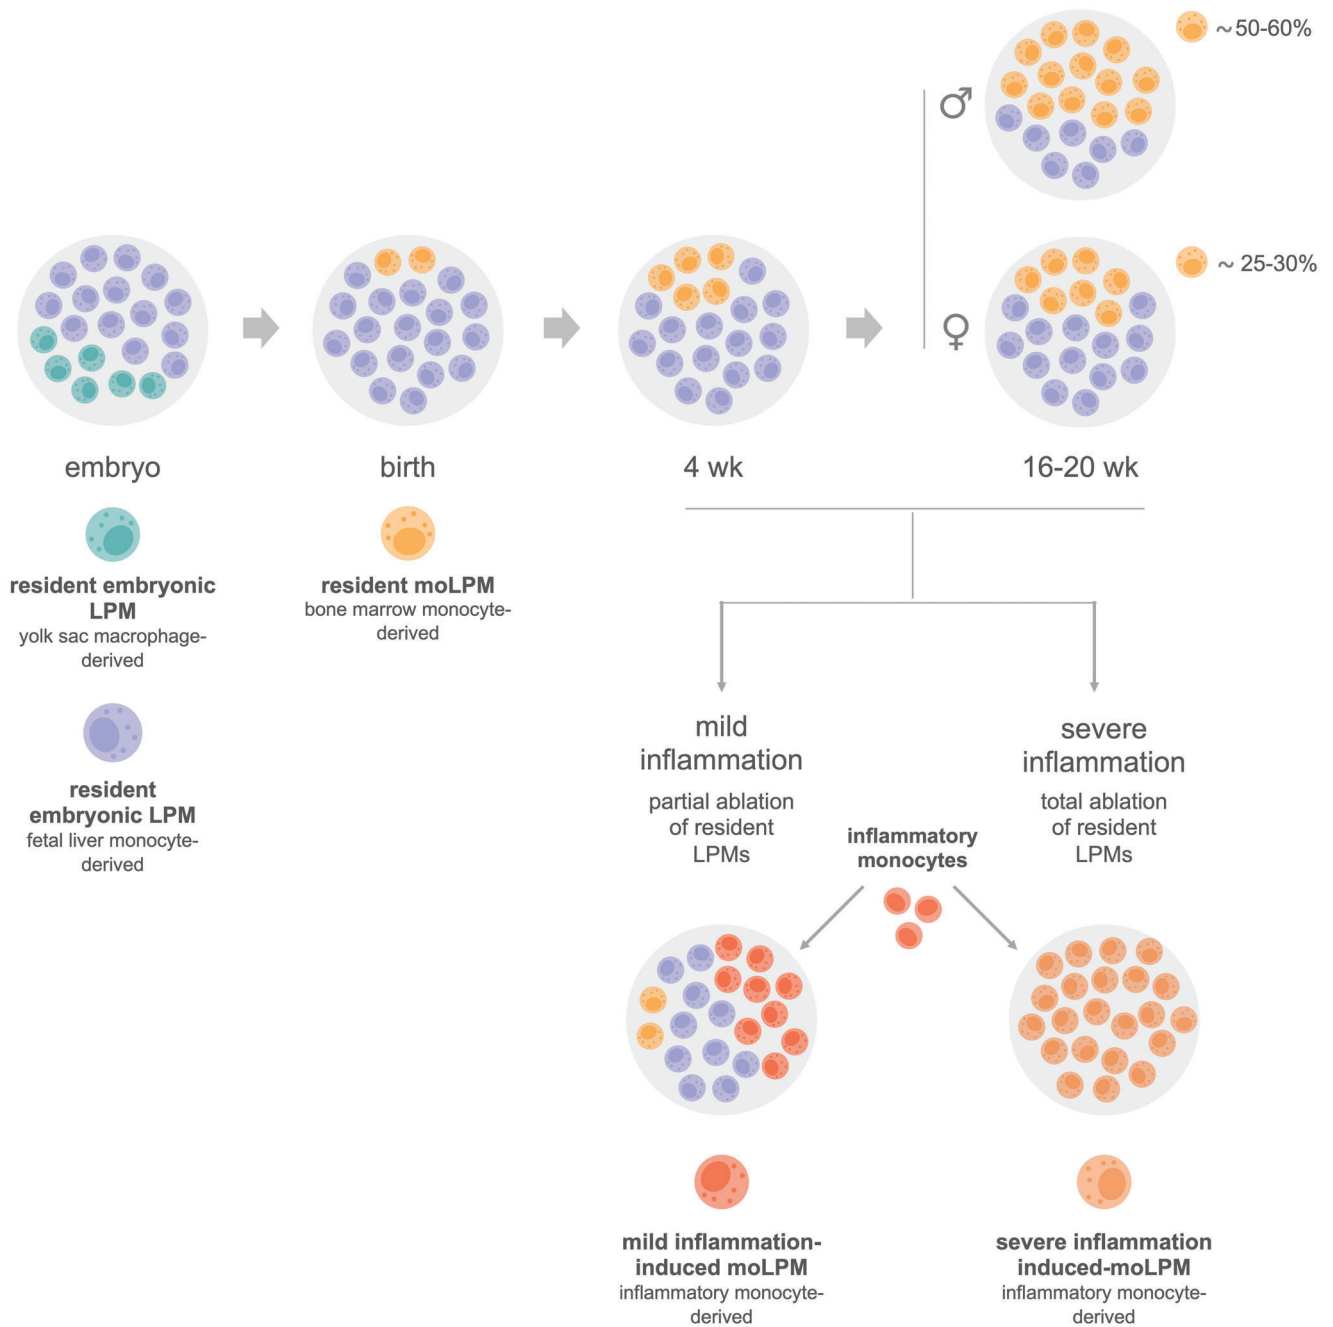 ~50-60%
♂
~ 25-30%
♀
embryo
birth
4 wk
16-20 wk
resident embryonic
LPM
yolk sac macrophage-
derived
resident moLPM
bone marrow monocyte-
derived
resident
embryonic LPM
fetal liver monocyte-
derived
mild
inflammation
partial ablation
of resident
LPMs
severe
inflammation
total ablation
of resident
LPMs
inflammatory
monocytes
mild inflammation-
induced moLPM
inflammatory monocyte-
derived
severe inflammation
induced-moLPM
inflammatory monocyte-
derived